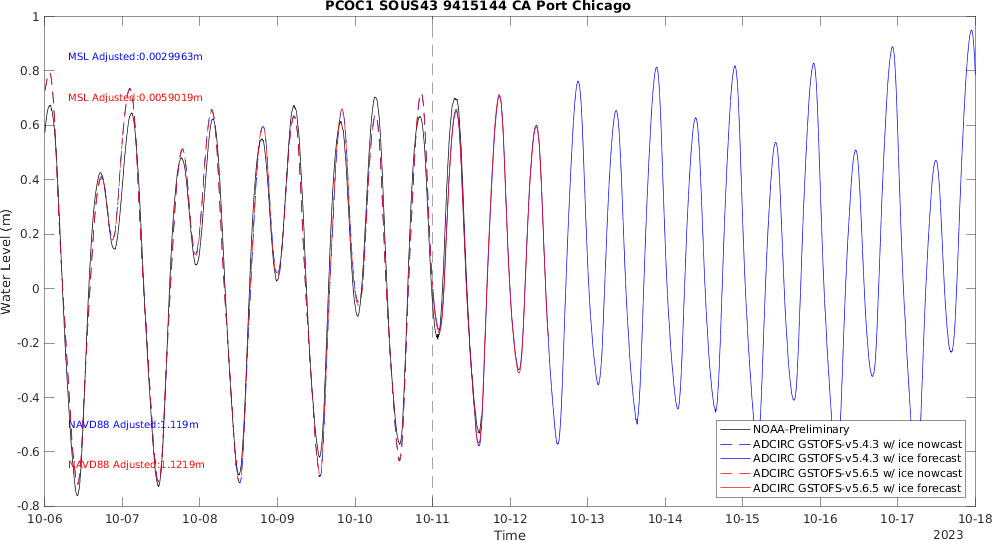 PCOC1 SOUS43 9415144 CA Port Chicago
MSL Adjusted:0.0029963m
MSL Adjusted:0.0059019m
NAVD88 Adjusted:1.119m
NAVD88 Adjusted:1.1219m
Water Level (m)
1
0.8
0.6
0.4
0.2
0
-0.2
-0.4
-0.6
-0.8
NOAA-Preliminary
ADCIRC GSTOFS-v5.4.3 w/ ice nowcast
ADCIRC GSTOFS-v5.4.3 w/ ice forecast
ADCIRC GSTOFS-v5.6.5 w/ ice nowcast
ADCIRC GSTOFS-v5.6.5 w/ ice forecast
10-06 10-07 10-08 10-09 10-10 10-11 10-12 10-13 10-14 10-15 10-16 10-17 10-18
Time
2023